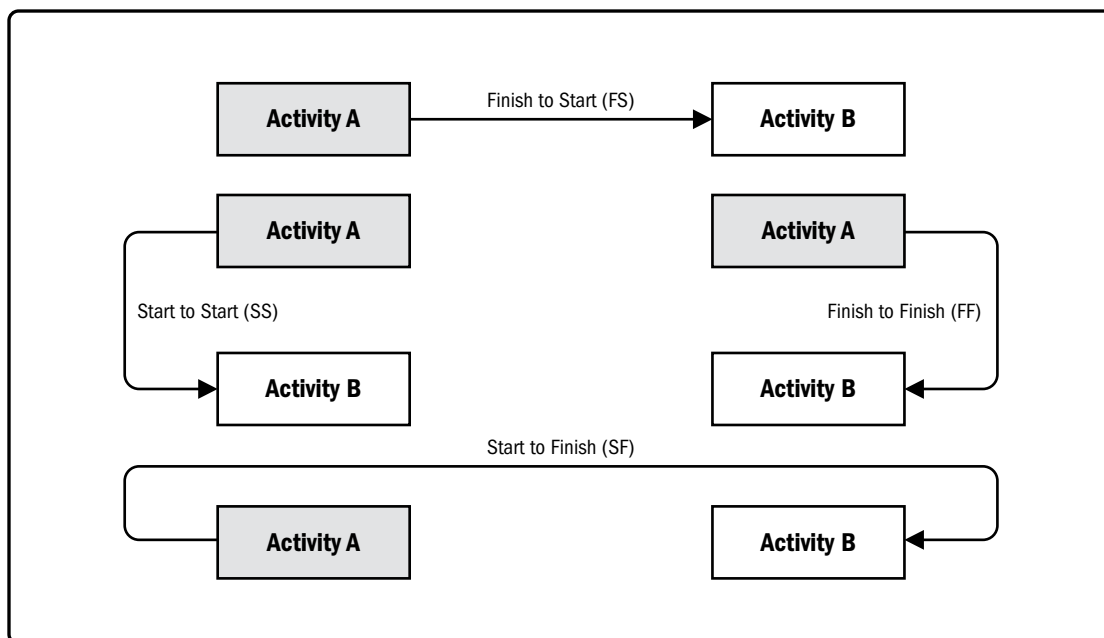 Activity A
Finish to Start (FS)
Activity B
Activity A
Activity A
Start to Start (SS)
Finish to Finish (FF)
Activity B
Activity B
Start to Finish (SF)
Activity A
Activity B